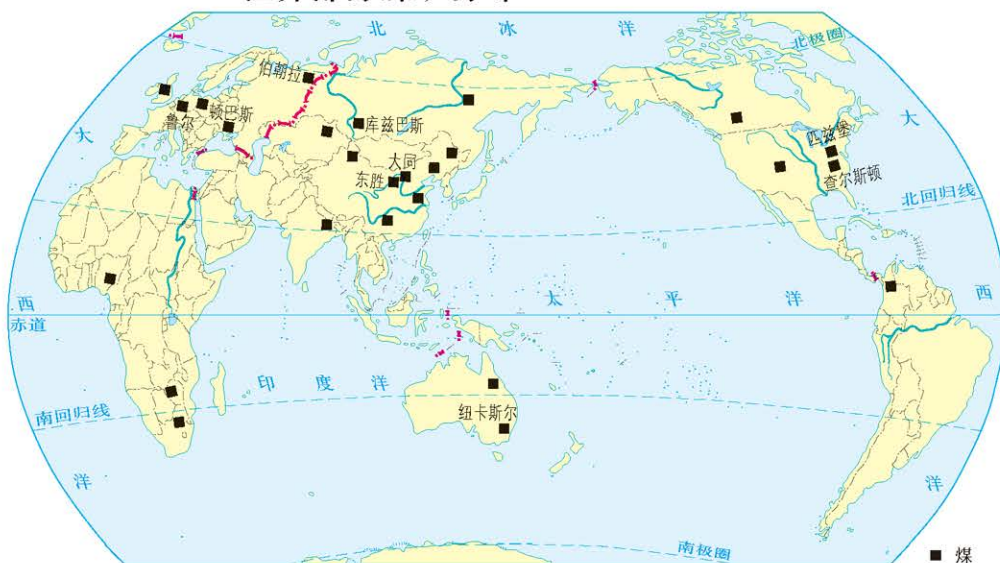 北冰洋
北极圈
伯朝拉
大
鲁尔
顿巴斯
库兹巴斯
大同
东胜
匹兹堡
查尔斯顿
大
北回归线
西
赤道
太平洋
西
印度洋
南回归线
纽卡斯尔
洋
洋
南极圈
煤